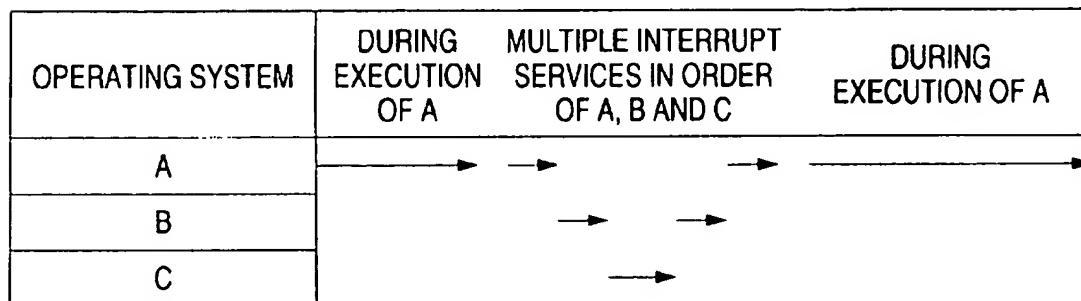 OPERATING SYSTEM
DURING
EXECUTION
OF A
MULTIPLE INTERRUPT
SERVICES IN ORDER
OF A, B AND C
DURING
EXECUTION OF A
A
B
C